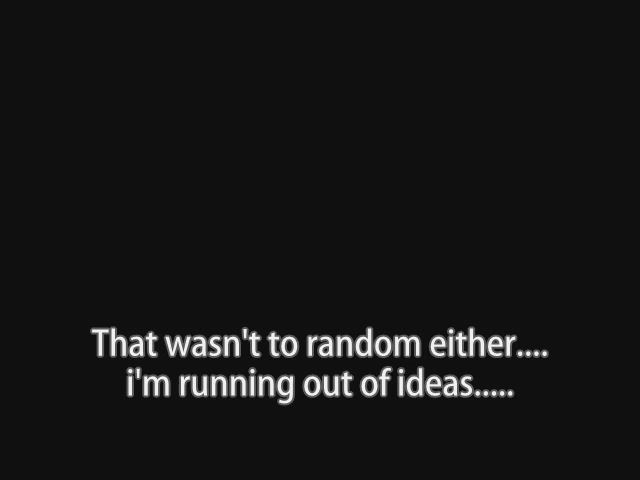 That wasn't to random either....
i'm running out of ideas.....